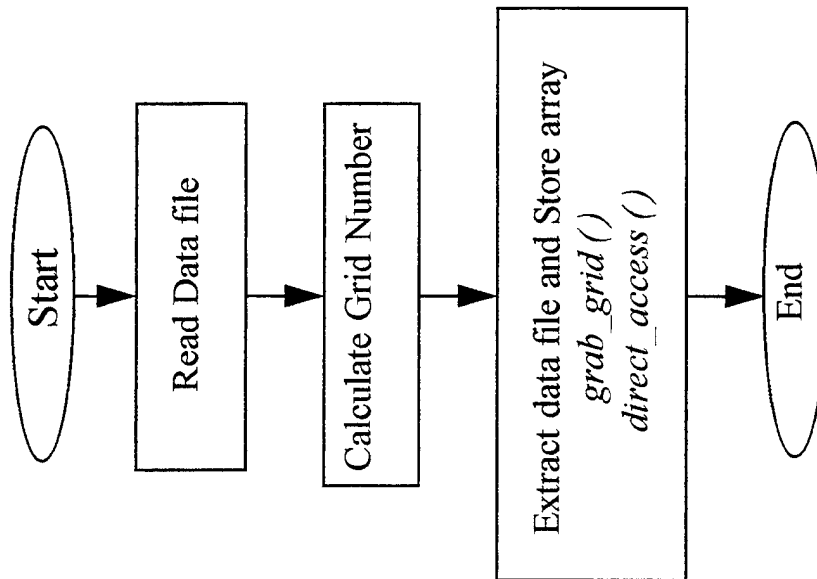 Start
Read Data file
Calculate Grid Number
Extract data file and Store array
grab_grid ()
direct_access ()
End